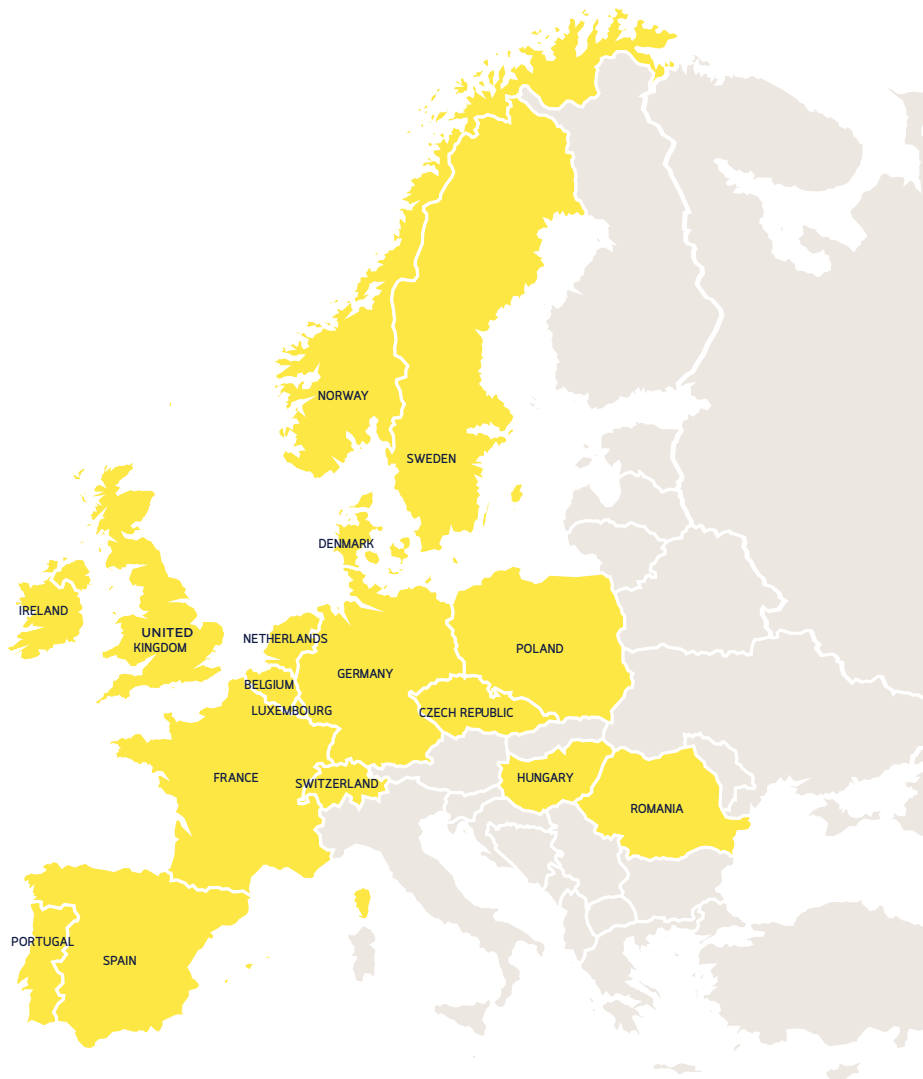 NORWAY
SWEDEN
DENMARK
IRELAND
UNITED
KINGDOM
NETHERLANDS
POLAND
GERMANY
BELGIUM
LUXEMBOURG
CZECH REPUBLIC
FRANCE
SWITZERLAND
HUNGARY
ROMANIA
PORTUGAL
SPAIN